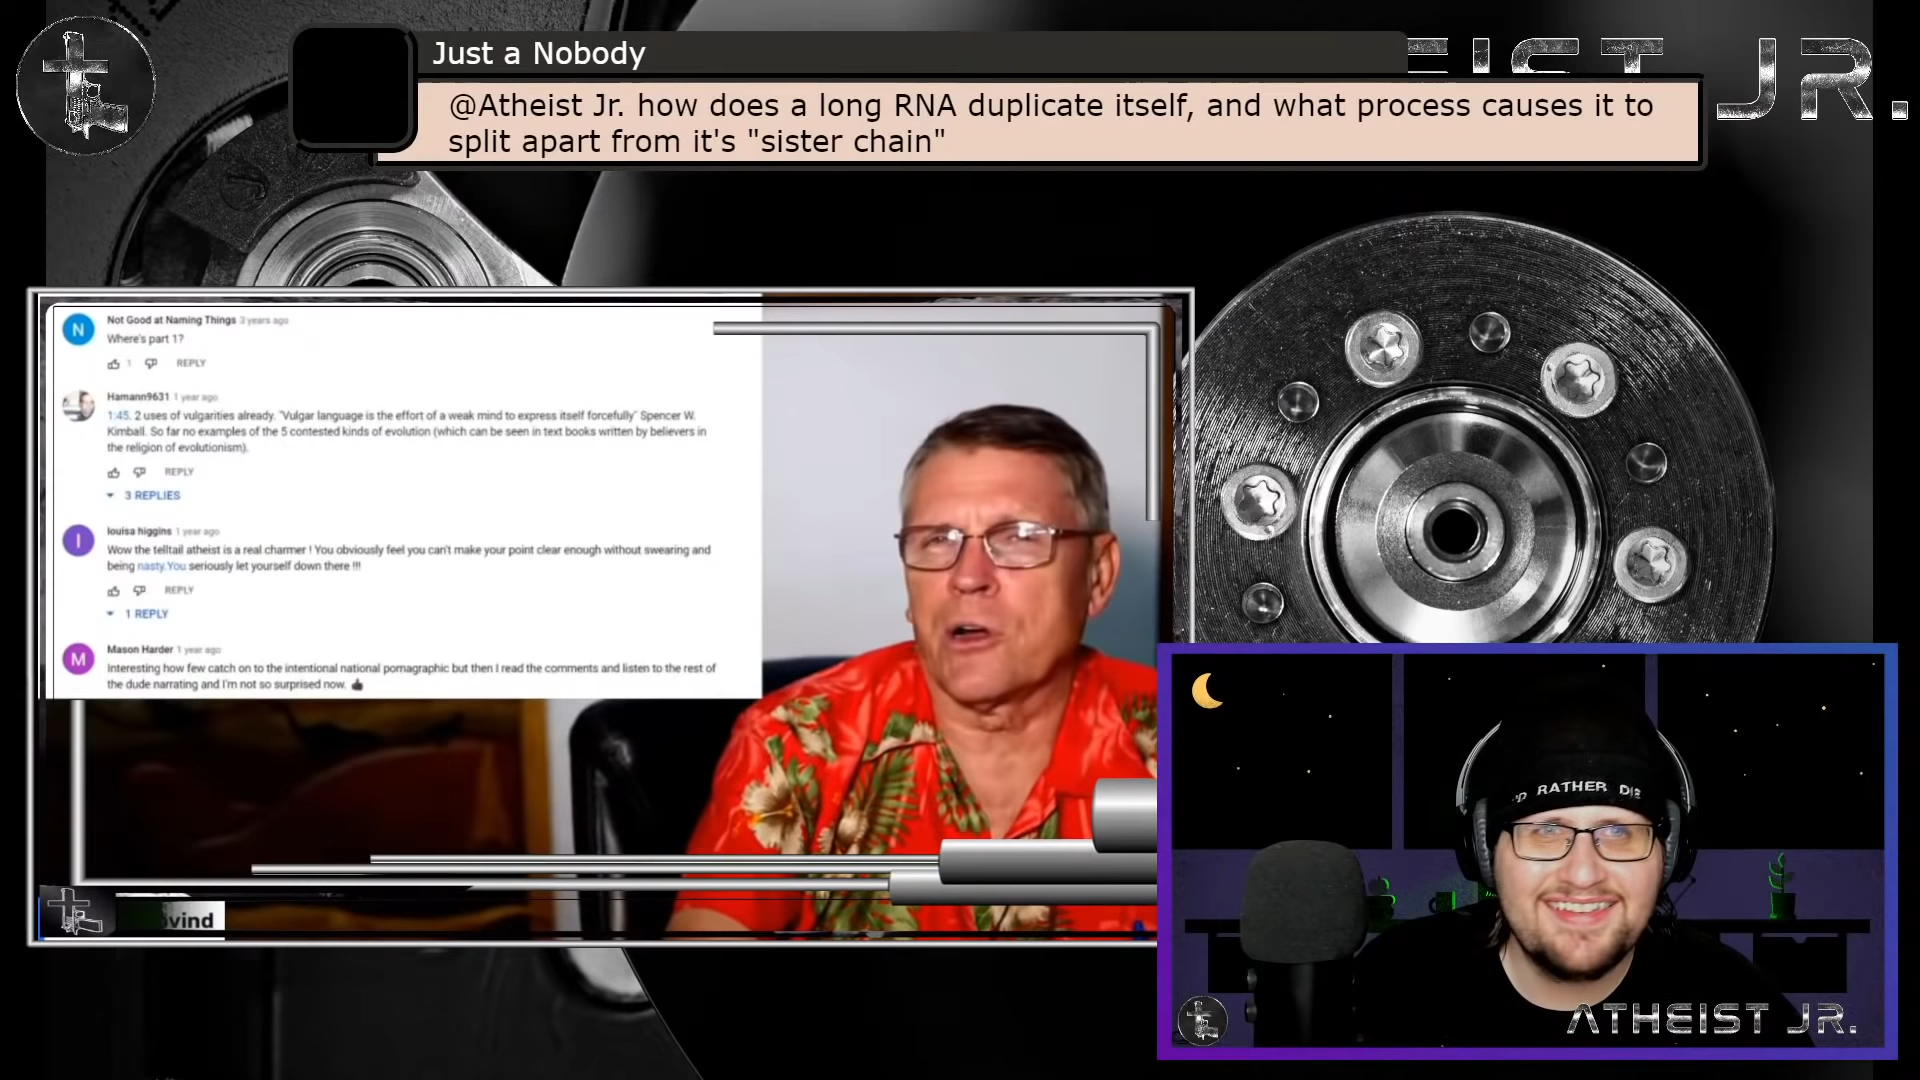 Just a Nobody
@Atheist Jr. how does a long RNA duplicate itself, and what process causes it to
split apart from it's "sister chain"
EIST JR.
N
Not Good at Naming Things 3 years ago
Where's part 1?
1 REPLY
Hamann9631 1 year ago
1:45. 2 uses of vulgarities already. "Vulgar language is the effort of a weak mind to express itself forcefully" Spencer W.
Kimball. So far no examples of the 5 contested kinds of evolution (which can be seen in text books written by believers in
the religion of evolutionism).
REPLY
3 REPLIES
l
louisa higgins 1 year ago
Wow the telltail atheist is a real charmer ! You obviously feel you can't make your point clear enough without swearing and
being nasty.You seriously let yourself down there !!!
REPLY
1 REPLY
M
Mason Harder 1 year ago
Interesting how few catch on to the intentional national pornagraphic but then I read the comments and listen to the rest of
the dude narrating and I'm not so surprised now.
ovind
'D RATHER DIE
ATHEIST JR.